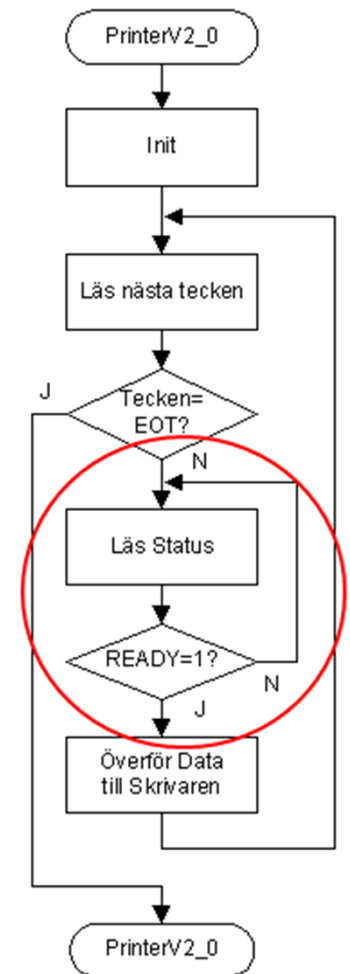 PrinterV2_0
Init
Läs nästa tecken
J
Tecken=
EOT?
N
Läs Status
READY=1?
N
J
Överför Data
till Skrivaren
PrinterV2_0